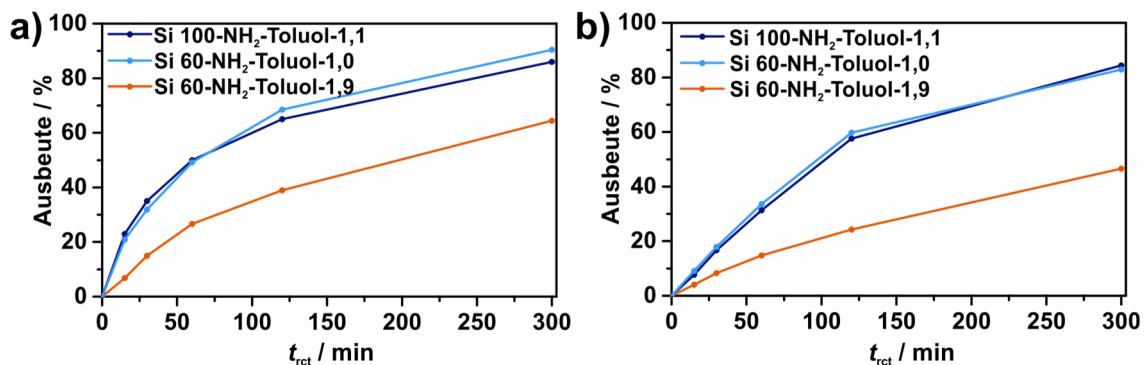 a)
Ausbeute / %
100
80
60
40
20
0
Si 100-NH₂-Toluol-1,1
Si 60-NH₂-Toluol-1,0
Si 60-NH₂-Toluol-1,9
0 50 100 150 200 250 300
t_rct / min
b)
Ausbeute / %
100
80
60
40
20
0
Si 100-NH₂-Toluol-1,1
Si 60-NH₂-Toluol-1,0
Si 60-NH₂-Toluol-1,9
0 50 100 150 200 250 300
t_rct / min